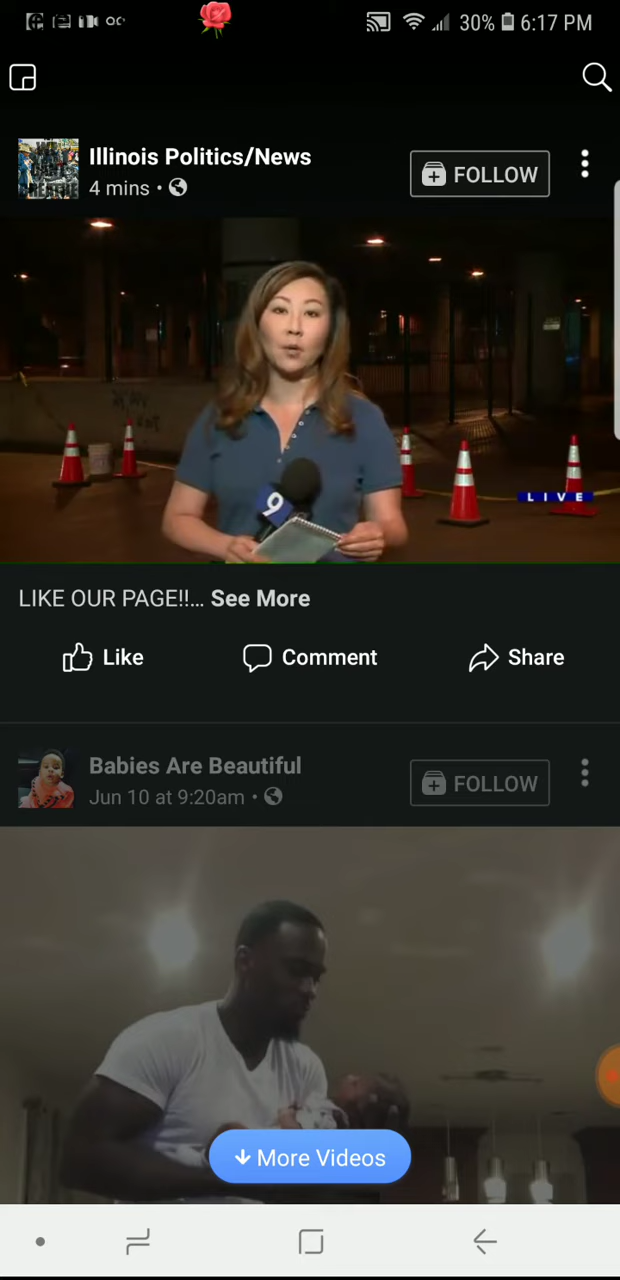 30% 6:17 PM
Illinois Politics/News
4 mins •
FOLLOW
9
LIVE
LIKE OUR PAGE!!... See More
Like Comment Share
Babies Are Beautiful
Jun 10 at 9:20am •
FOLLOW
More Videos